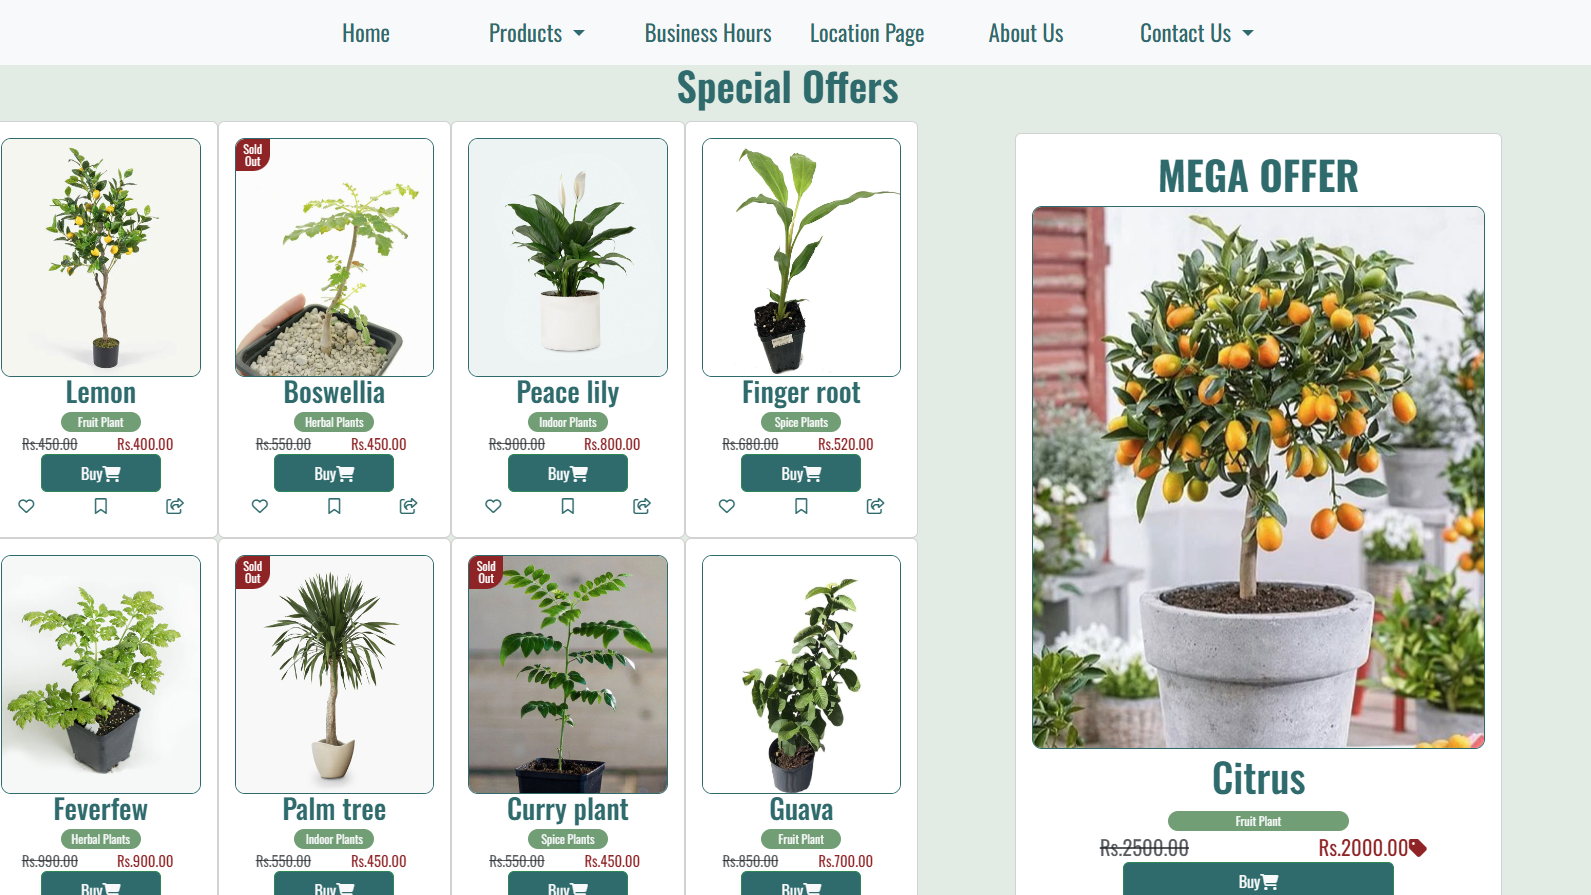 Home Products Business Hours Location Page About Us Contact Us
Special Offers
Lemon
Fruit Plant
Rs.450.00 Rs.400.00
Buy
Sold
Out
Boswellia
Herbal Plants
Rs.550.00 Rs.450.00
Buy
Peace lily
Indoor Plants
Rs.900.00 Rs.800.00
Buy
Finger root
Spice Plants
Rs.680.00 Rs.520.00
Buy
Feverfew
Herbal Plants
Rs.990.00 Rs.900.00
Buy
Sold
Out
Palm tree
Indoor Plants
Rs.550.00 Rs.450.00
Buy
Sold
Out
Curry plant
Spice Plants
Rs.550.00 Rs.450.00
Buy
Guava
Fruit Plant
Rs.850.00 Rs.700.00
Buy
MEGA OFFER
Citrus
Fruit Plant
Rs.2500.00 Rs.2000.00
Buy